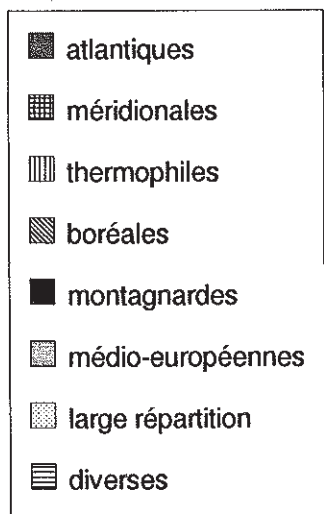 atlantiques
méridionales
thermophiles
boréales
montagnardes
médio-européennes
large répartition
diverses